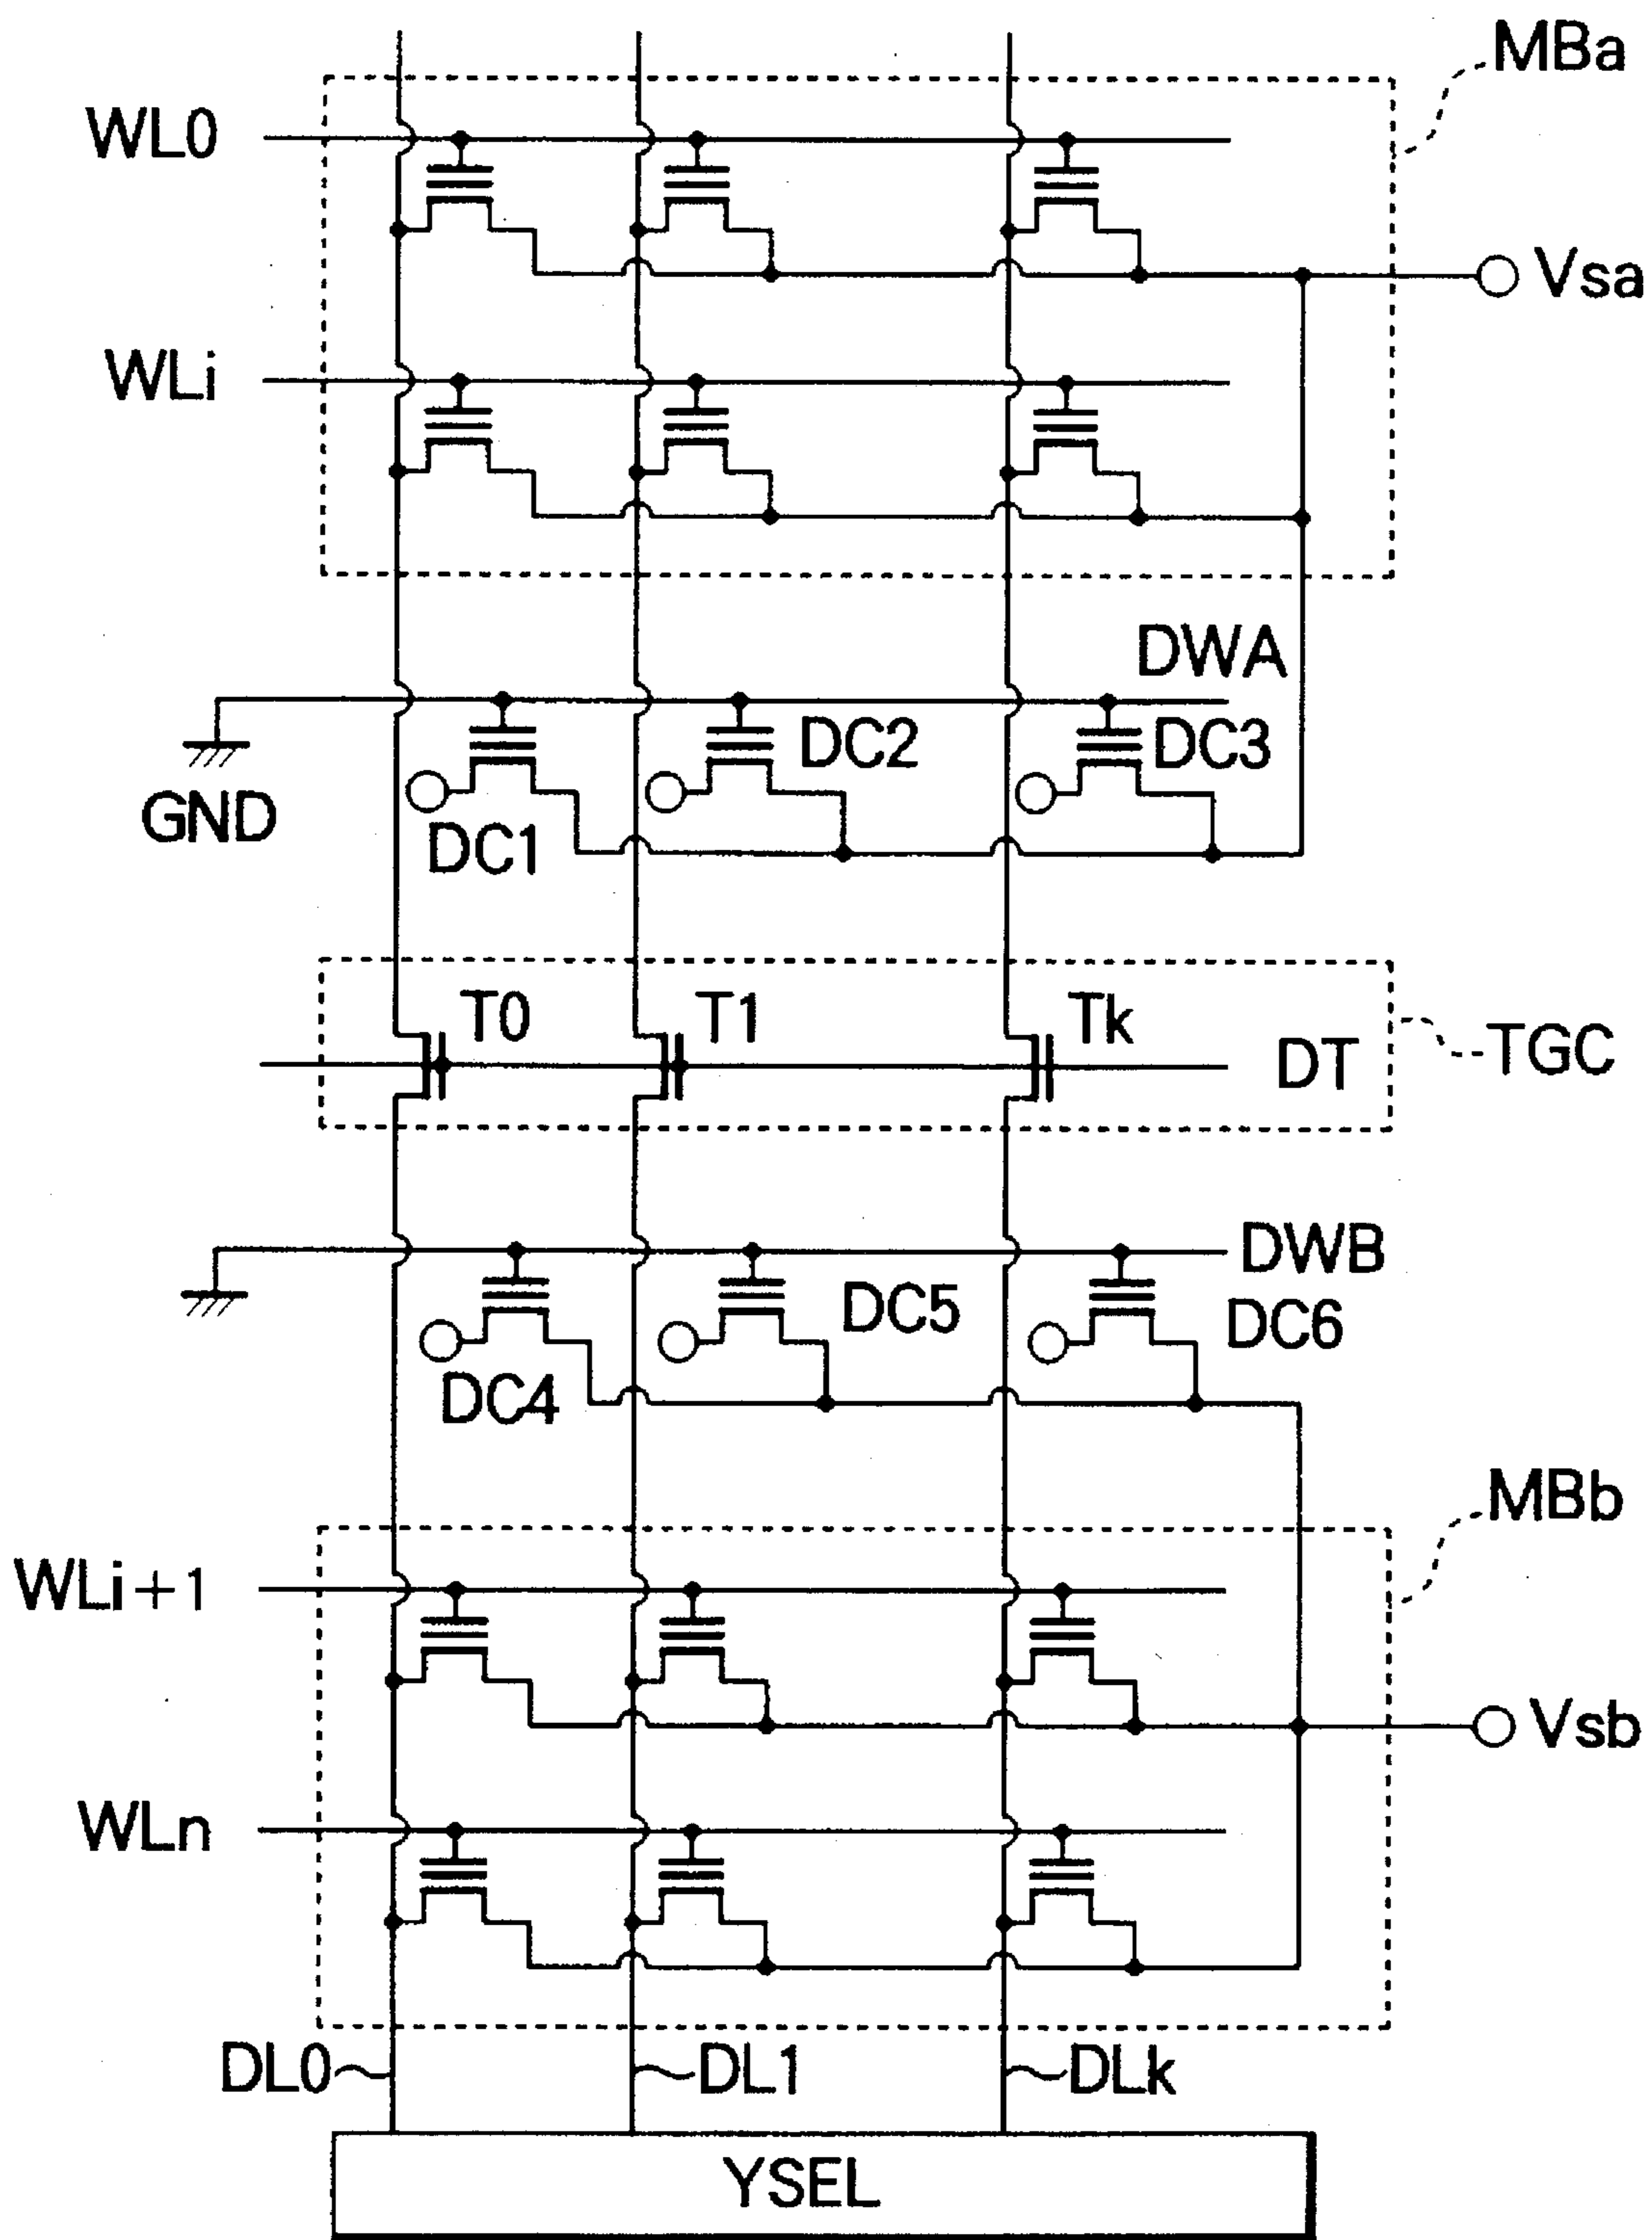 MBa
WL0
Vsa
WLi
DWA
DC2
DC3
GND
DC1
T0
T1
Tk
DT
TGC
DWB
DC5
DC6
DC4
MBb
WLi+1
Vsb
WLn
DL0
DL1
DLk
YSEL